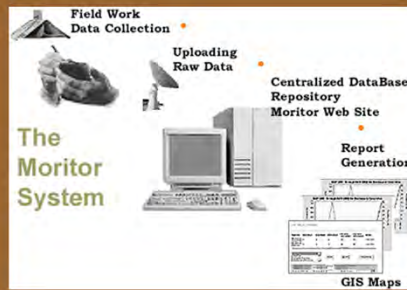 Field Work
Data Collection
Uploading
Raw Data
Centralized DataBase
Repository
Moritor Web Site
The
Moritor
System
Report
Generation
GIS Maps